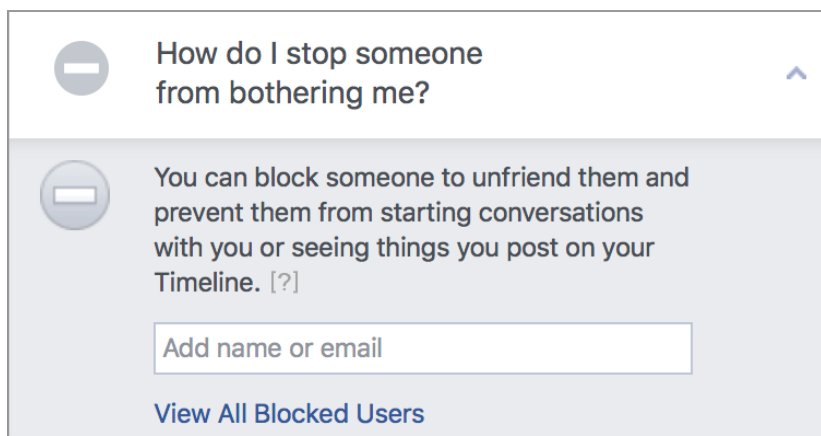 How do I stop someone
from bothering me?
You can block someone to unfriend them and
prevent them from starting conversations
with you or seeing things you post on your
Timeline. [?]
Add name or email
View All Blocked Users